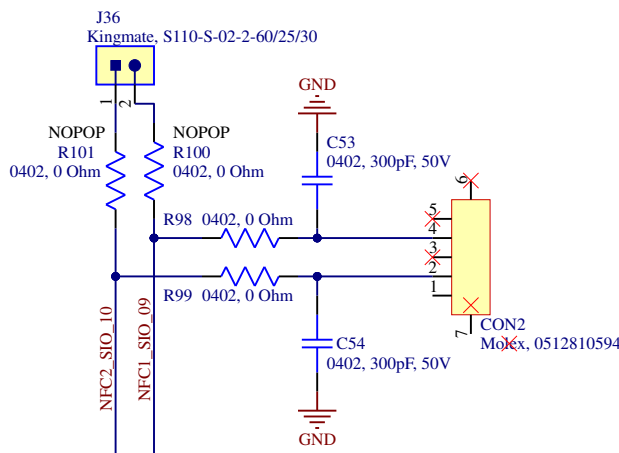 J36
Kingmate, S110-S-02-2-60/25/30
1
2
NOPOP
R101
0402, 0 Ohm
NOPOP
R100
0402, 0 Ohm
GND
C53
0402, 300pF, 50V
R98 0402, 0 Ohm
R99 0402, 0 Ohm
6
5
4
3
2
1
7
CON2
Molex, 0512810594
C54
0402, 300pF, 50V
GND
NFC2_SIO_10
NFC1_SIO_09